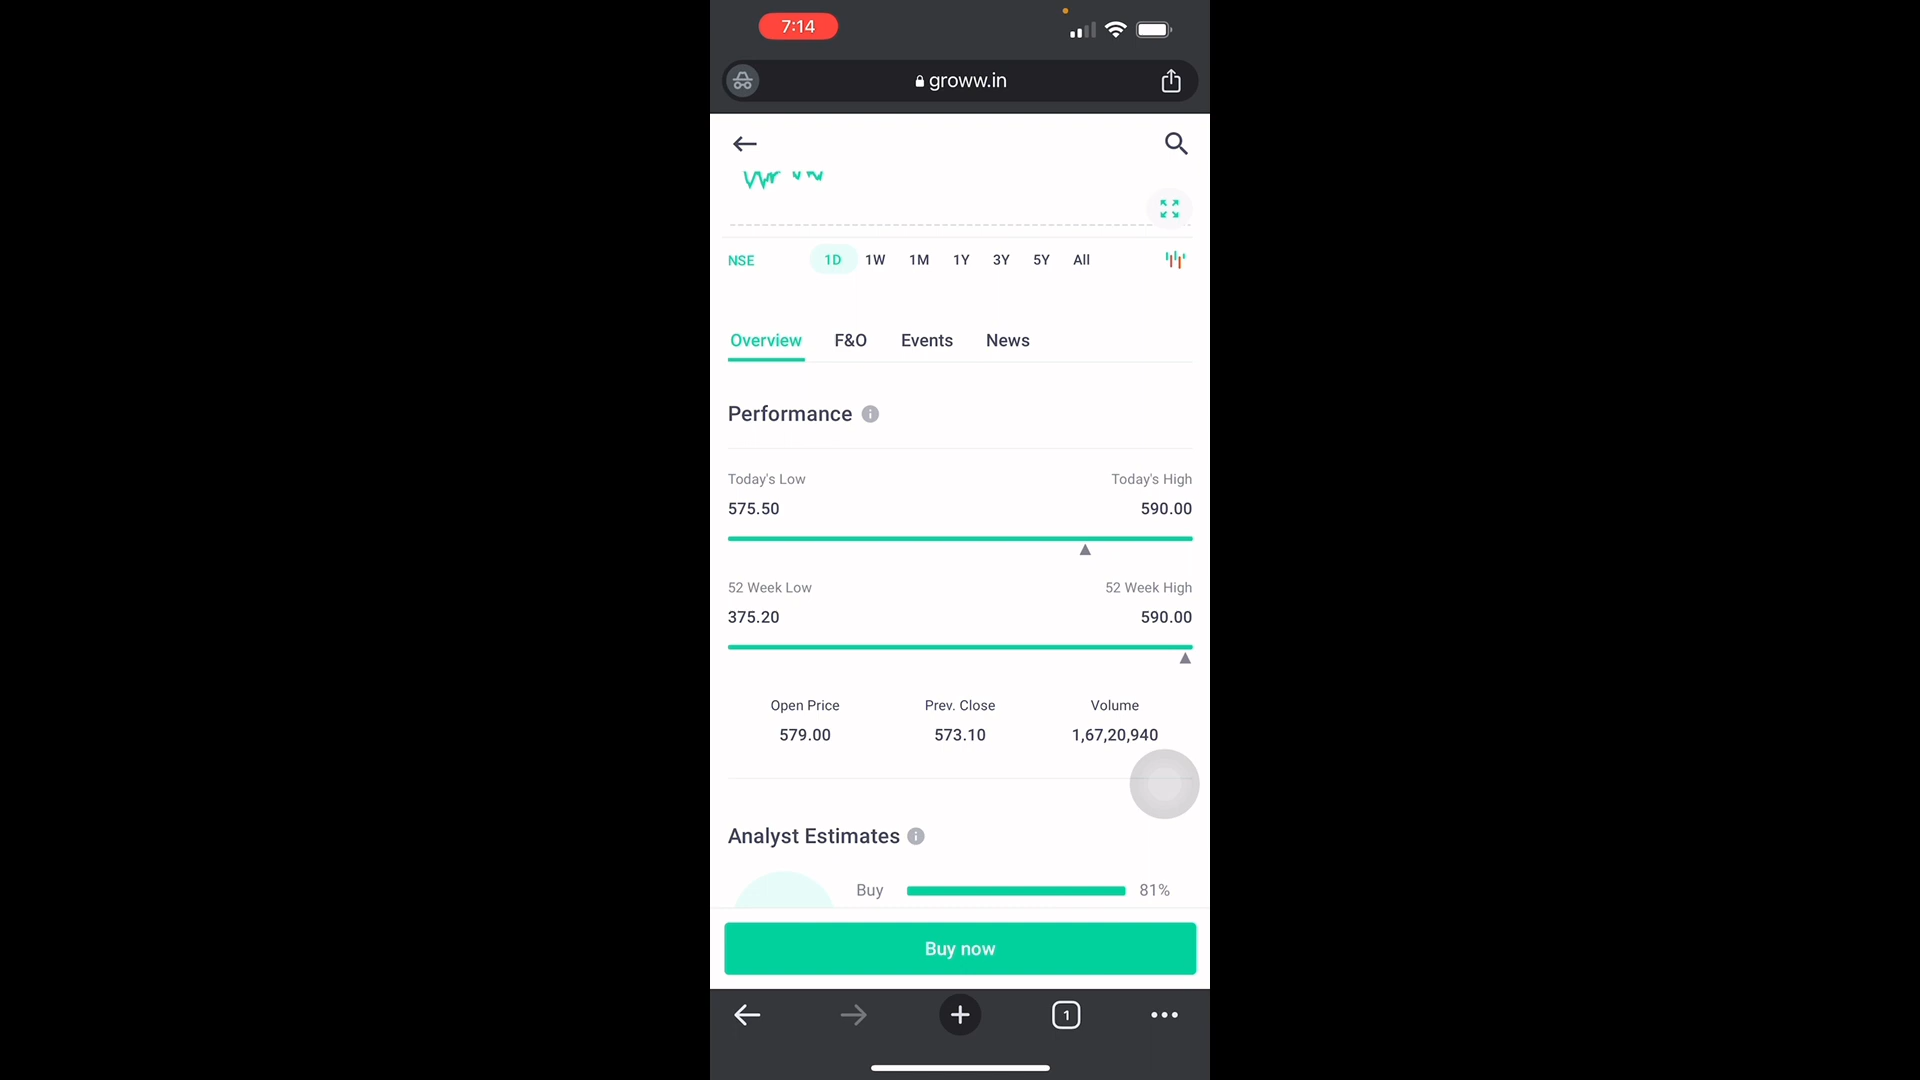 7:14
groww.in
NSE 1D 1W 1M 1Y 3Y 5Y All
Overview F&O Events News
Performance
Today's Low Today's High
575.50 590.00
52 Week Low 52 Week High
375.20 590.00
Open Price Prev. Close Volume
579.00 573.10 1,67,20,940
Analyst Estimates
Buy 81%
Buy now
1